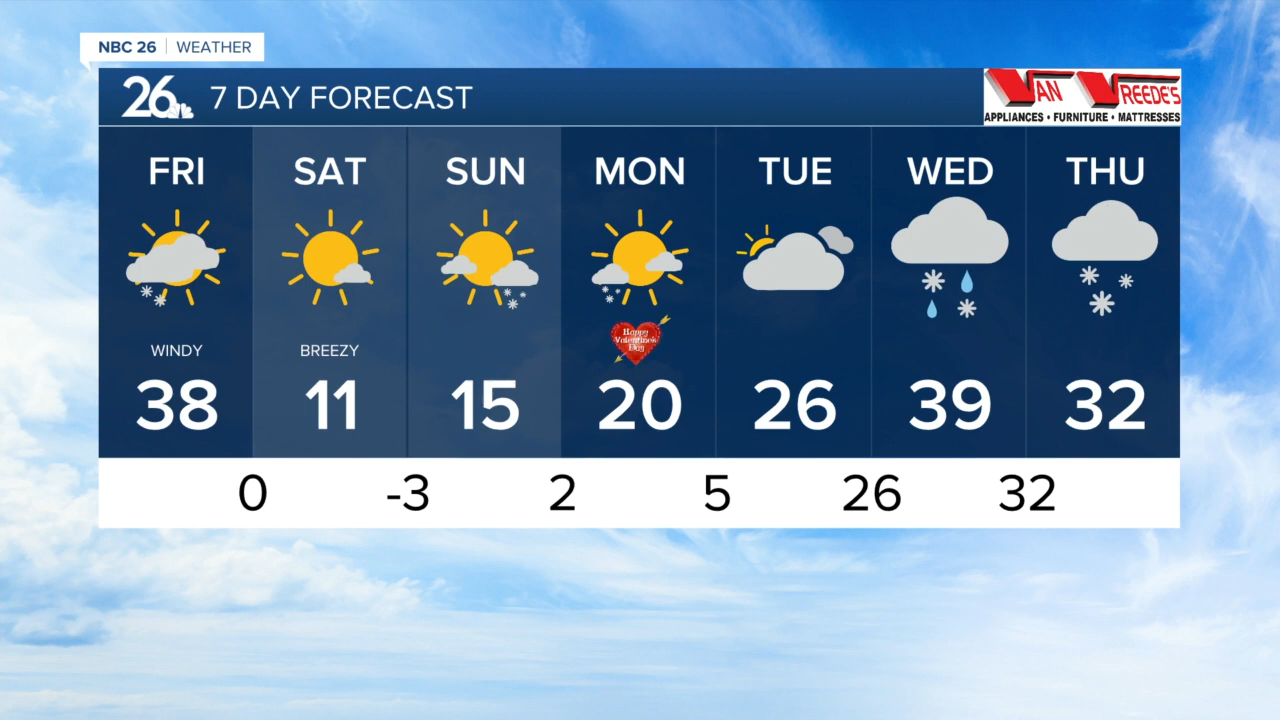 NBC 26 | WEATHER
26 7 DAY FORECAST
VAN VREEDE'S
APPLIANCES • FURNITURE • MATTRESSES
FRI SAT SUN MON TUE WED THU
Happy
Valentine's
Day
WINDY BREEZY
38 11 15 20 26 39 32
0 -3 2 5 26 32